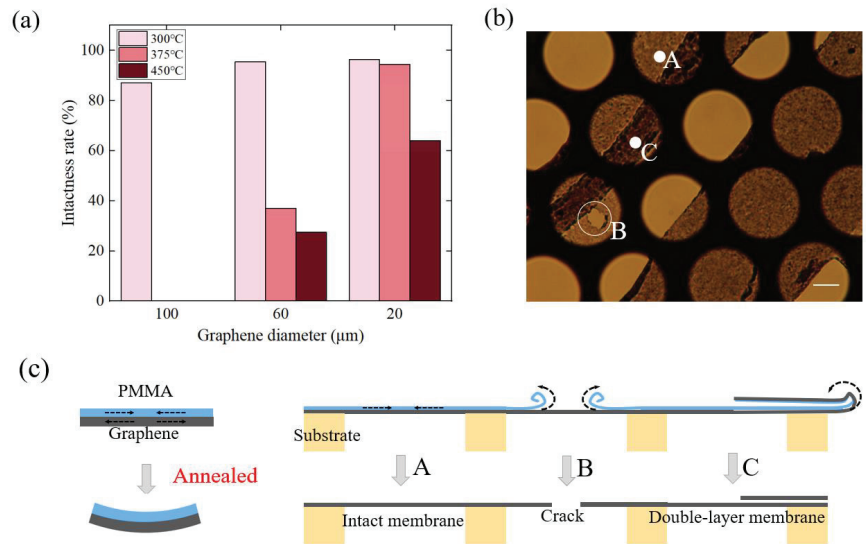 (a)
100
80
60
40
20
0
Intactness rate (%)
300°C
375°C
450°C
100
60
20
Graphene diameter (μm)
(b)
A
C
B
(c)
PMMA
Graphene
Annealed
Substrate
A
B
C
Intact membrane
Crack
Double-layer membrane